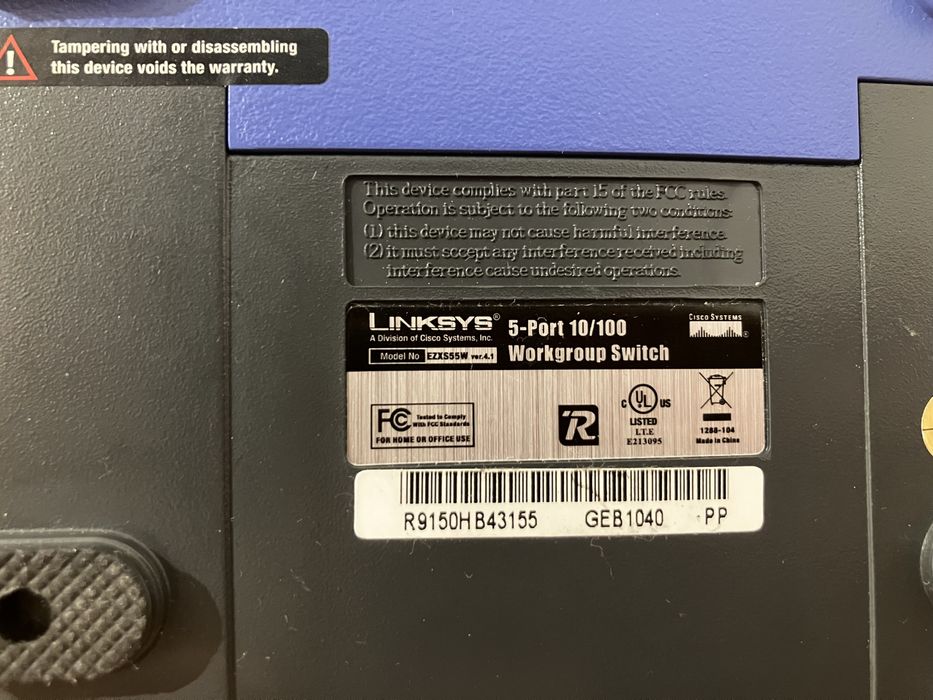 Tampering with or disassembling
this device voids the warranty.
This device complies with part 15 of the FCC rules.
Operation is subject to the following two conditions:
(1) this device may not cause harmful interference.
(2) it must accept any interference received including
interference cause undesired operations.
LINKSYS® 5-Port 10/100
A Division of Cisco Systems, Inc.
Model No EZXS55W ver.4.1 Workgroup Switch
CISCO SYSTEMS
®
FC Tested to Comply
With FCC Standards
FOR HOME OR OFFICE USE
R
C UL US
LISTED
I.T.E
E213095
1288-104
Made in China
R9150HB43155 GEB1040 PP